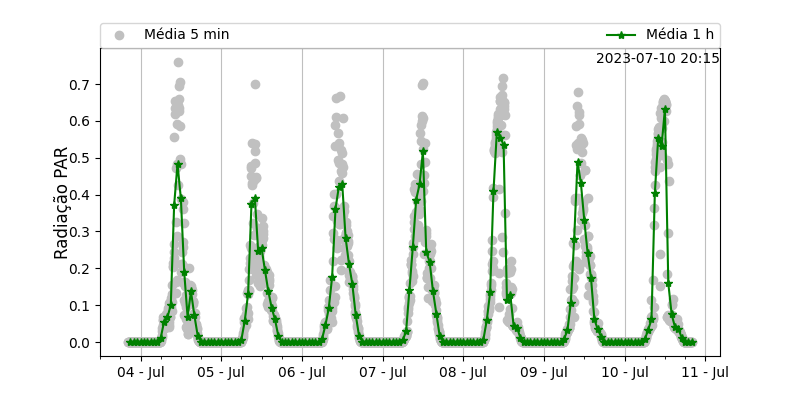 Média 5 min
Média 1 h
2023-07-10 20:15
Radiação PAR
0.7
0.6
0.5
0.4
0.3
0.2
0.1
0.0
04 - Jul
05 - Jul
06 - Jul
07 - Jul
08 - Jul
09 - Jul
10 - Jul
11 - Jul